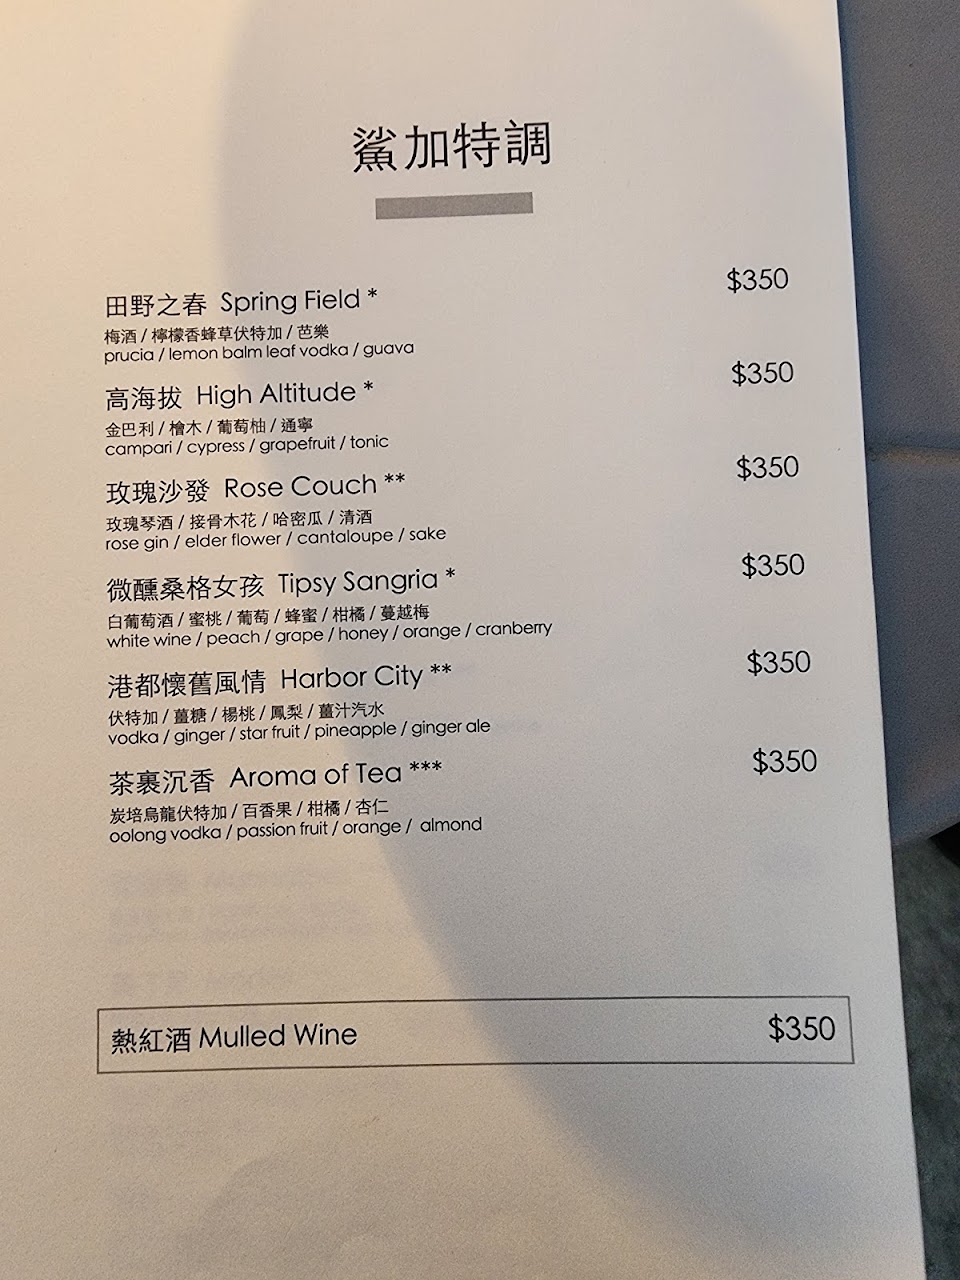 鯊加特調
田野之春 Spring Field * $350
梅酒 / 檸檬香蜂草伏特加 / 芭樂
prucia / lemon balm leaf vodka / guava
高海拔 High Altitude * $350
金巴利 / 檜木 / 葡萄柚 / 通寧
campari / cypress / grapefruit / tonic
玫瑰沙發 Rose Couch ** $350
玫瑰琴酒 / 接骨木花 / 哈密瓜 / 清酒
rose gin / elder flower / cantaloupe / sake
微醺桑格女孩 Tipsy Sangria * $350
白葡萄酒 / 蜜桃 / 葡萄 / 蜂蜜 / 柑橘 / 蔓越梅
white wine / peach / grape / honey / orange / cranberry
港都懷舊風情 Harbor City ** $350
伏特加 / 薑糖 / 楊桃 / 鳳梨 / 薑汁汽水
vodka / ginger / star fruit / pineapple / ginger ale
茶裹沉香 Aroma of Tea *** $350
炭培烏龍伏特加 / 百香果 / 柑橘 / 杏仁
oolong vodka / passion fruit / orange / almond
熱紅酒 Mulled Wine $350